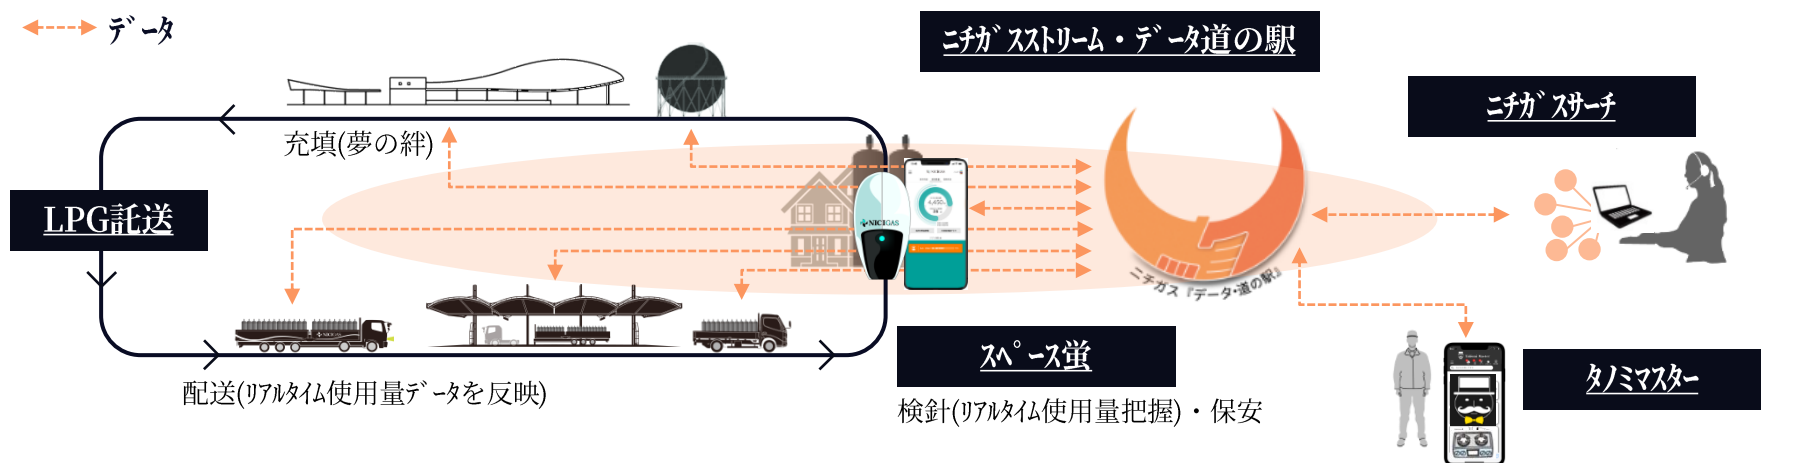 ﾃﾞｰﾀ
ﾆﾁｶﾞｽｽﾄﾘｰﾑ・ﾃﾞｰﾀ道の駅
ﾆﾁｶﾞｽｻｰﾁ
充填(夢の絆)
LPG託送
NICIGAS
ニチガス『データ・道の駅』
NICIGAS
ｽﾍﾟｰｽ蛍
配送(ﾘｱﾙﾀｲﾑ使用量ﾃﾞｰﾀを反映)
検針(ﾘｱﾙﾀｲﾑ使用量把握)・保安
ﾀﾉﾐﾏｽﾀｰ